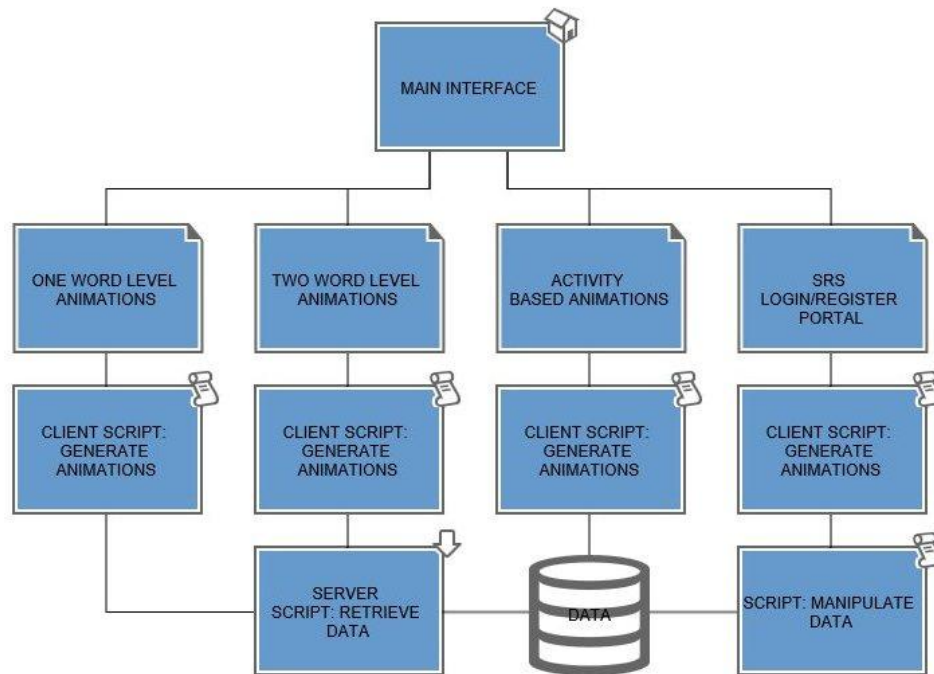 MAIN INTERFACE
ONE WORD LEVEL
ANIMATIONS
TWO WORD LEVEL
ANIMATIONS
ACTIVITY
BASED ANIMATIONS
SRS
LOGIN/REGISTER
PORTAL
CLIENT SCRIPT:
GENERATE
ANIMATIONS
CLIENT SCRIPT:
GENERATE
ANIMATIONS
CLIENT SCRIPT:
GENERATE
ANIMATIONS
CLIENT SCRIPT:
GENERATE
ANIMATIONS
SERVER
SCRIPT: RETRIEVE
DATA
DATA
SCRIPT: MANIPULATE
DATA